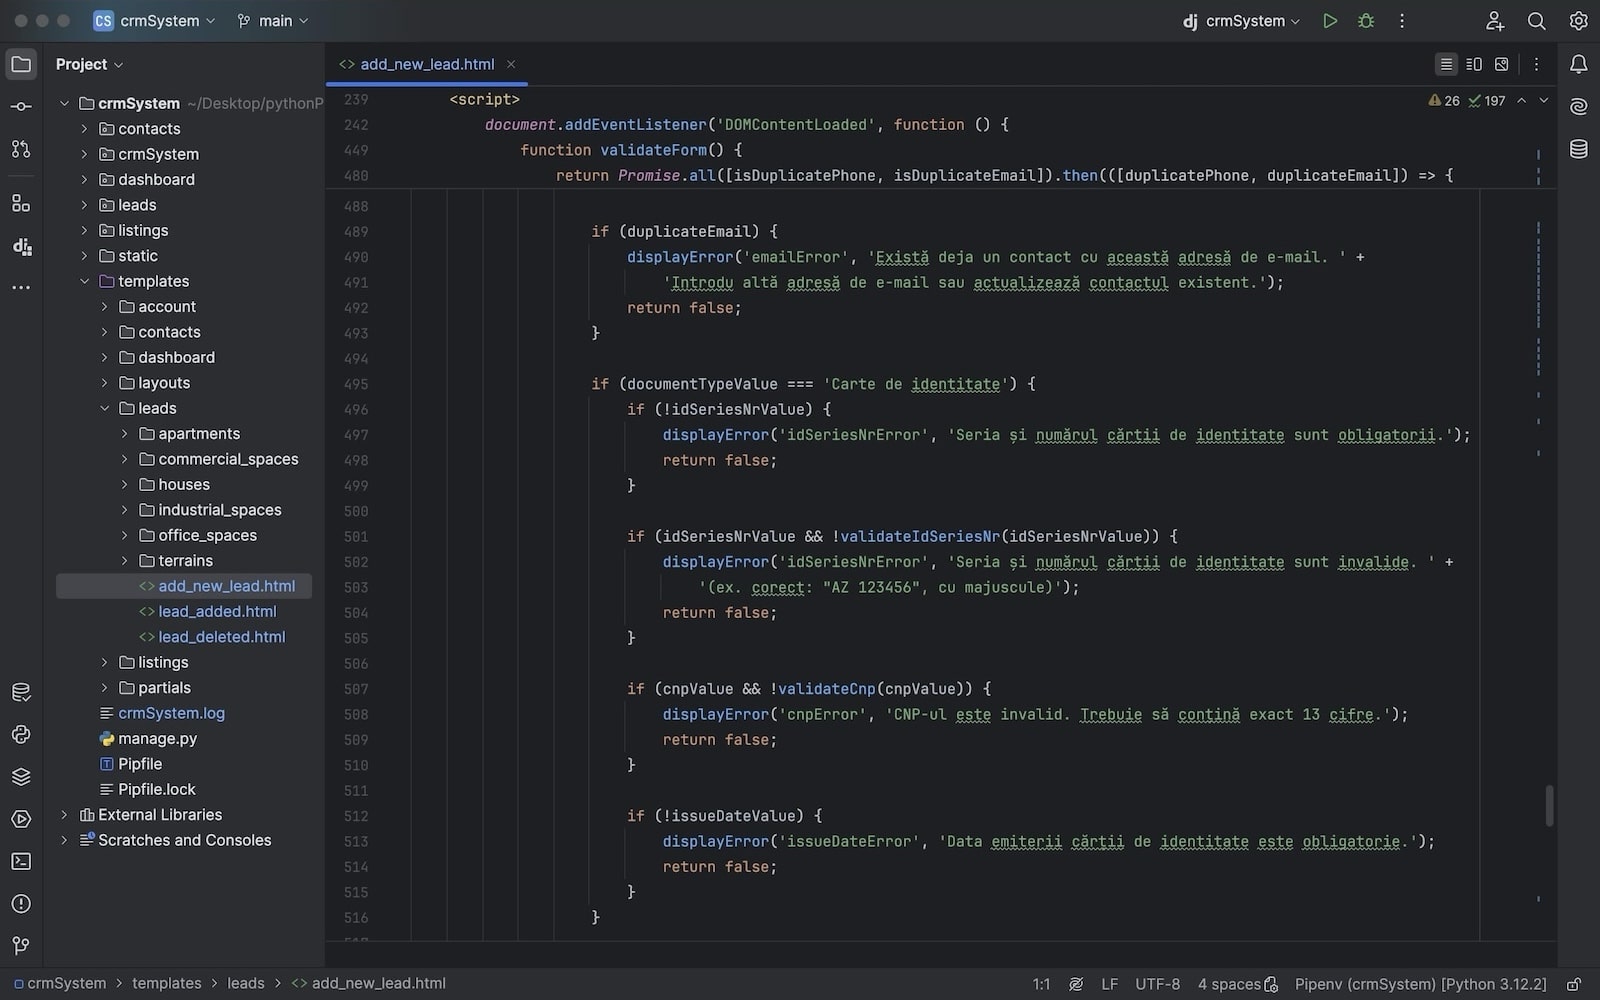 CS crmSystem main
dj crmSystem
Project
add_new_lead.html
crmSystem ~/Desktop/pythonP
contacts
crmSystem
dashboard
leads
listings
static
templates
account
contacts
dashboard
layouts
leads
apartments
commercial_spaces
houses
industrial_spaces
office_spaces
terrains
<> add_new_lead.html
<> lead_added.html
<> lead_deleted.html
listings
partials
crmSystem.log
manage.py
Pipfile
Pipfile.lock
External Libraries
Scratches and Consoles
26 197
239 <script>
242 document.addEventListener('DOMContentLoaded', function () {
449 function validateForm() {
480 return Promise.all([isDuplicatePhone, isDuplicateEmail]).then(([duplicatePhone, duplicateEmail]) => {
488
489 if (duplicateEmail) {
490 displayError('emailError', 'Există deja un contact cu această adresă de e-mail. ' +
491 'Introdu altă adresă de e-mail sau actualizează contactul existent.');
492 return false;
493 }
494
495 if (documentTypeValue === 'Carte de identitate') {
496 if (!idSeriesNrValue) {
497 displayError('idSeriesNrError', 'Seria și numărul cărții de identitate sunt obligatorii.');
498 return false;
499 }
500
501 if (idSeriesNrValue && !validateIdSeriesNr(idSeriesNrValue)) {
502 displayError('idSeriesNrError', 'Seria și numărul cărții de identitate sunt invalide. ' +
503 '(ex. corect: "AZ 123456", cu majuscule)');
504 return false;
505 }
506
507 if (cnpValue && !validateCnp(cnpValue)) {
508 displayError('cnpError', 'CNP-ul este invalid. Trebuie să conțină exact 13 cifre.');
509 return false;
510 }
511
512 if (!issueDateValue) {
513 displayError('issueDateError', 'Data emiterii cărții de identitate este obligatorie.');
514 return false;
515 }
516 }
crmSystem > templates > leads > <> add_new_lead.html
1:1 LF UTF-8 4 spaces Pipenv (crmSystem) [Python 3.12.2]